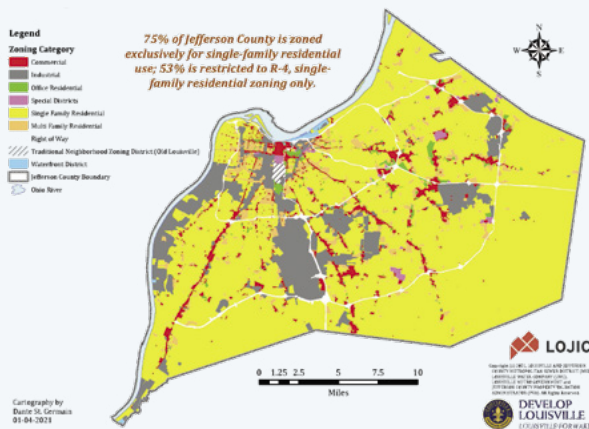 75% of Jefferson County is zoned
exclusively for single-family residential
use; 53% is restricted to R-4, single-
family residential zoning only.
N
W
E
S
Legend
Zoning Category
Commercial
Industrial
Office Residential
Special Districts
Single Family Residential
Multi Family Residential
Right of Way
Traditional Neighborhood Zoning District (Old Louisville)
Waterfront District
Jefferson County Boundary
Ohio River
0 1.25 2.5 5 7.5 10
Miles
LOJIC
Cartography by
Dante St. Germain
DEVELOP
LOUISVILLE